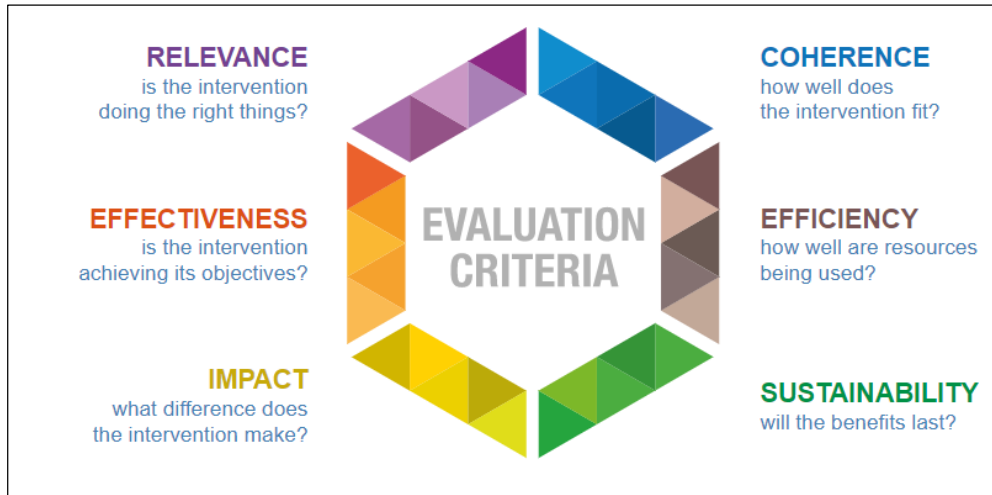 RELEVANCE
is the intervention
doing the right things?
COHERENCE
how well does
the intervention fit?
EFFECTIVENESS
is the intervention
achieving its objectives?
EVALUATION
CRITERIA
EFFICIENCY
how well are resources
being used?
IMPACT
what difference does
the intervention make?
SUSTAINABILITY
will the benefits last?